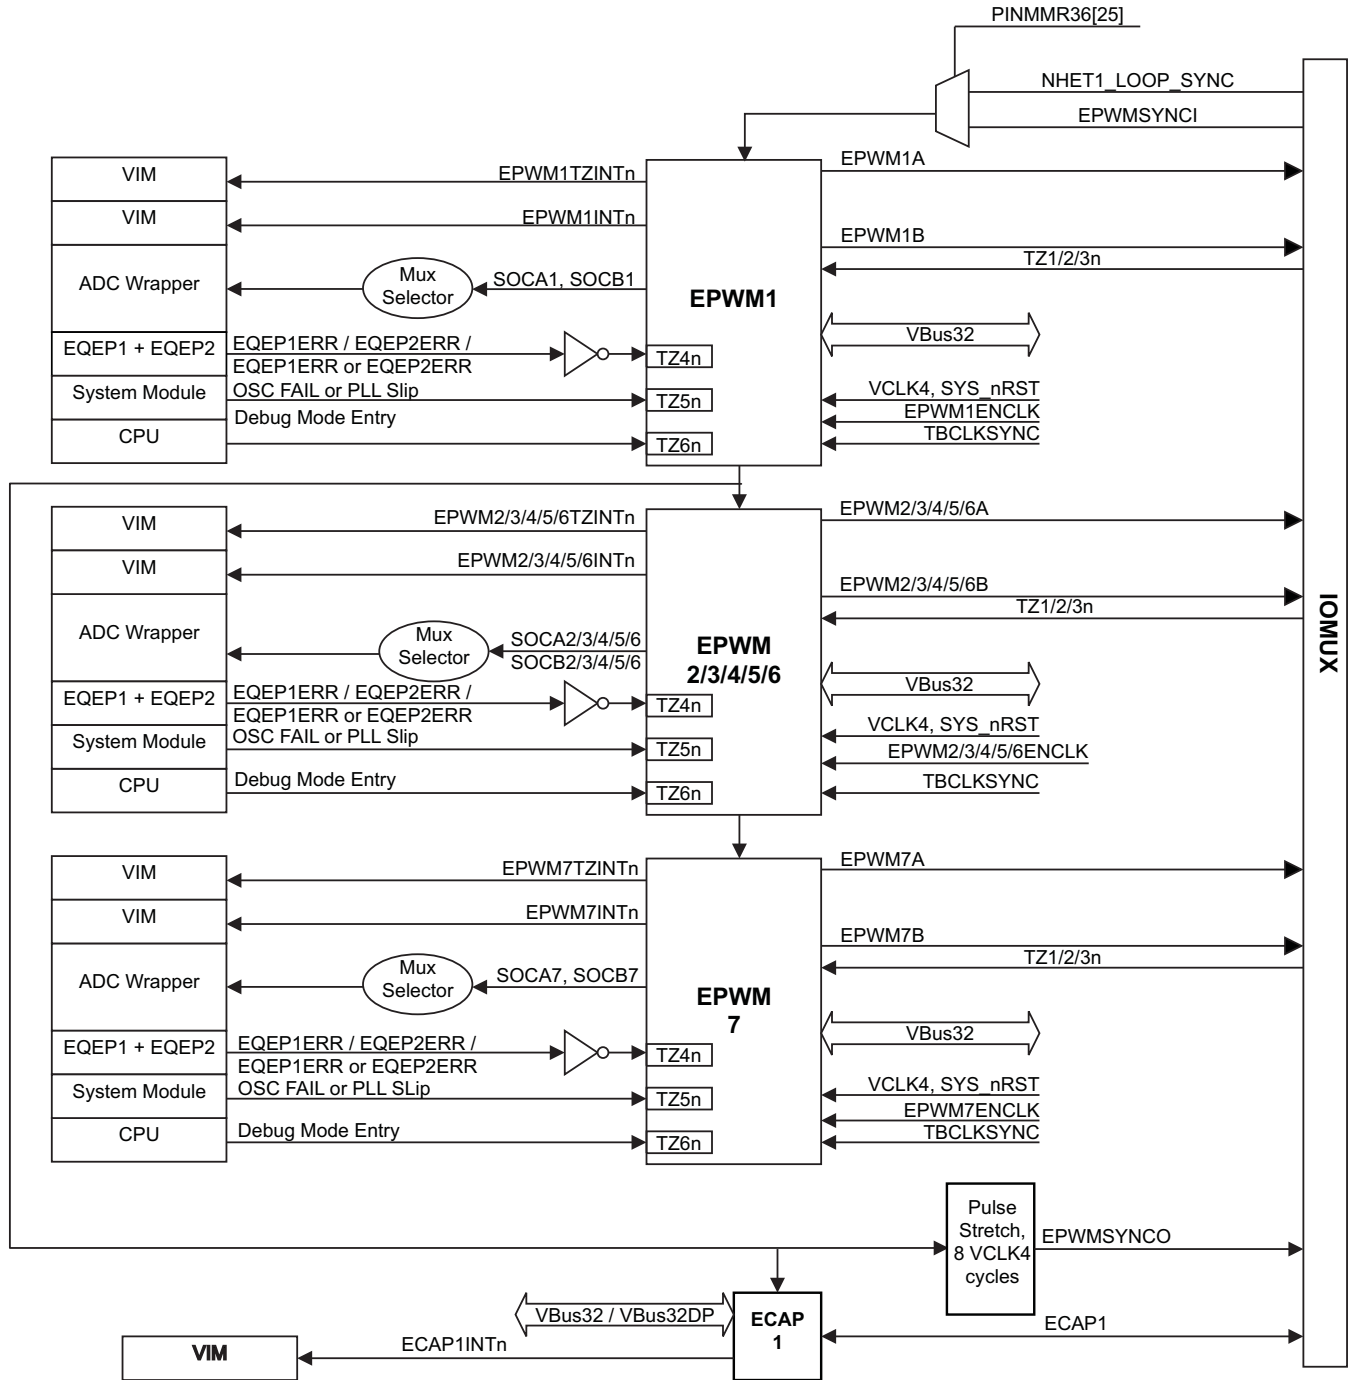 PINMMR36[25]
NHET1_LOOP_SYNC
EPWMSYNCI
VIM
EPWM1TZINTn
EPWM1A
VIM
EPWM1INTn
EPWM1B
TZ1/2/3n
ADC Wrapper
Mux
Selector
SOCA1, SOCB1
EPWM1
VBus32
EQEP1 + EQEP2
EQEP1ERR / EQEP2ERR /
EQEP1ERR or EQEP2ERR
TZ4n
System Module
OSC FAIL or PLL Slip
TZ5n
VCLK4, SYS_nRST
EPWM1ENCLK
Debug Mode Entry
CPU
TZ6n
TBCLKSYNC
VIM
EPWM2/3/4/5/6TZINTn
EPWM2/3/4/5/6A
VIM
EPWM2/3/4/5/6INTn
EPWM2/3/4/5/6B
TZ1/2/3n
IOMUX
ADC Wrapper
Mux
Selector
SOCA2/3/4/5/6
SOCB2/3/4/5/6
EPWM
2/3/4/5/6
VBus32
EQEP1 + EQEP2
EQEP1ERR / EQEP2ERR /
EQEP1ERR or EQEP2ERR
TZ4n
System Module
OSC FAIL or PLL Slip
TZ5n
VCLK4, SYS_nRST
EPWM2/3/4/5/6ENCLK
CPU
Debug Mode Entry
TZ6n
TBCLKSYNC
VIM
EPWM7TZINTn
EPWM7A
VIM
EPWM7INTn
EPWM7B
TZ1/2/3n
ADC Wrapper
Mux
Selector
SOCA7, SOCB7
EPWM
7
VBus32
EQEP1 + EQEP2
EQEP1ERR / EQEP2ERR /
EQEP1ERR or EQEP2ERR
TZ4n
System Module
OSC FAIL or PLL SLip
TZ5n
VCLK4, SYS_nRST
EPWM7ENCLK
CPU
Debug Mode Entry
TZ6n
TBCLKSYNC
Pulse
Stretch,
8 VCLK4
cycles
EPWMSYNCO
VBus32 / VBus32DP
ECAP
1
ECAP1
VIM
ECAP1INTn